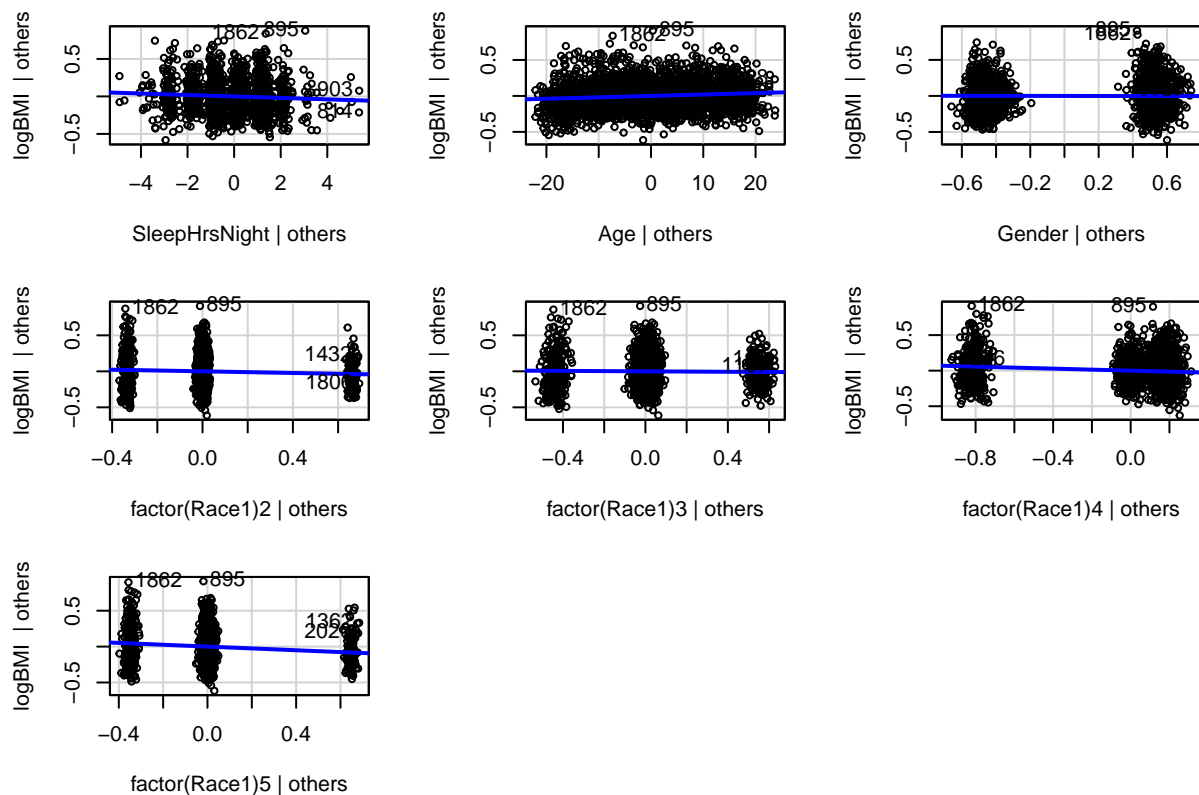 1862 895
903
814
logBMI | others
0.5
−0.5
−4 −2 0 2 4
SleepHrsNight | others
1862 895
logBMI | others
0.5
−0.5
−20 0 10 20
Age | others
895
1862
logBMI | others
0.5
−0.5
−0.6 −0.2 0.2 0.6
Gender | others
1862 895
1432
180
logBMI | others
0.5
−0.5
−0.4 0.0 0.4
factor(Race1)2 | others
1862 895
logBMI | others
0.5
−0.5
−0.4 0.0 0.4
factor(Race1)3 | others
1862 895
logBMI | others
0.5
−0.5
−0.8 −0.4 0.0
factor(Race1)4 | others
1862 895
136
202
logBMI | others
0.5
−0.5
−0.4 0.0 0.4
factor(Race1)5 | others